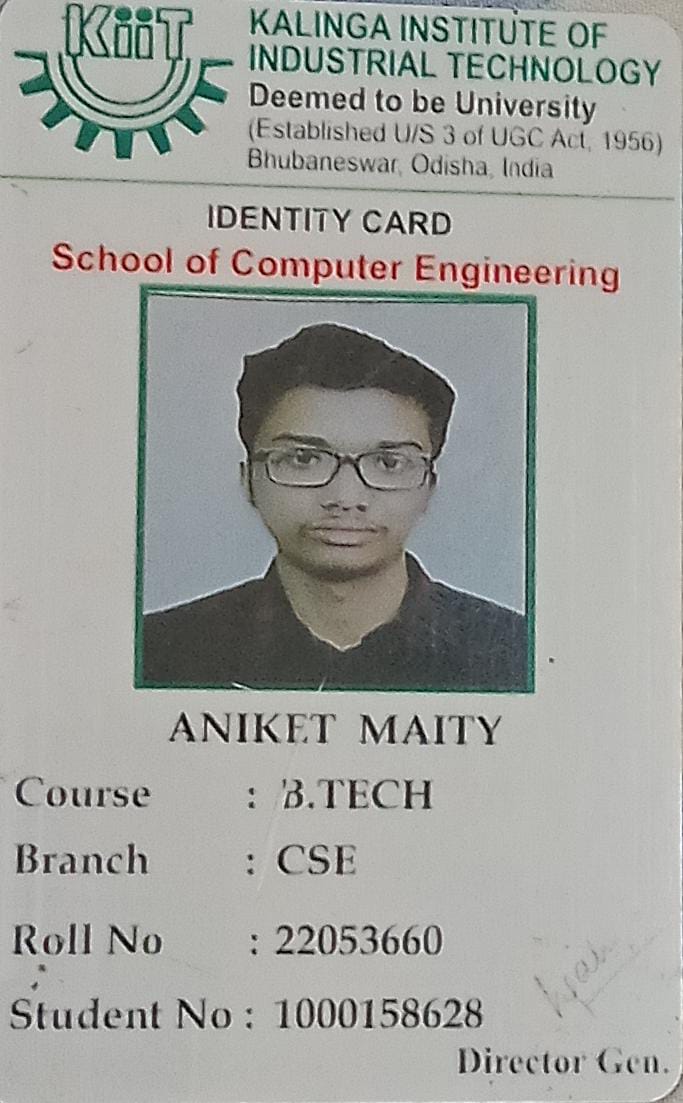 KiiT
KALINGA INSTITUTE OF
INDUSTRIAL TECHNOLOGY
Deemed to be University
(Established U/S 3 of UGC Act, 1956)
Bhubaneswar, Odisha, India
IDENTITY CARD
School of Computer Engineering
ANIKET MAITY
Course : B.TECH
Branch : CSE
Roll No : 22053660
Student No : 1000158628
Director Gen.